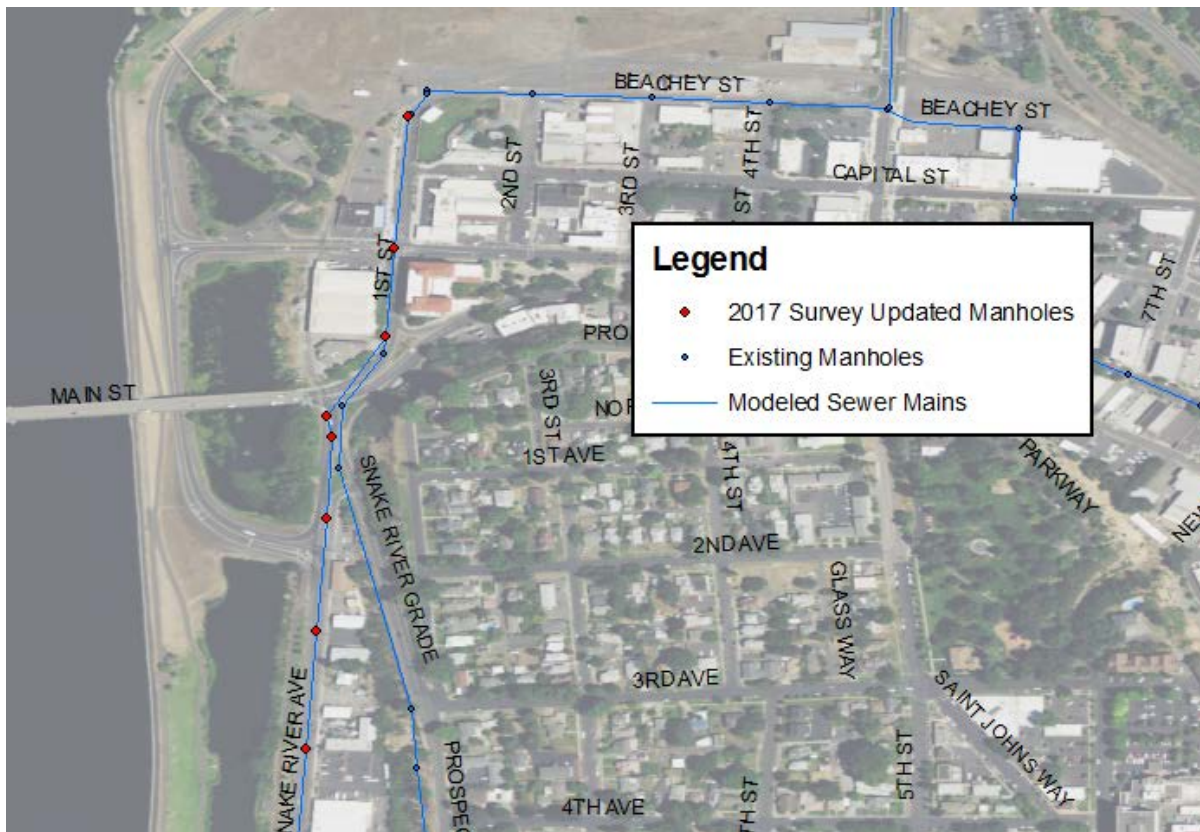 BEACHEY ST
BEACHEY ST
4TH ST
CAPITAL ST
2ND ST
3RD ST
ST
1ST ST
7TH ST
Legend
2017 Survey Updated Manholes
Existing Manholes
Modeled Sewer Mains
PRO
MAIN ST
3RD ST
NOR
1ST AVE
4TH ST
PARKWAY
NEW
SNAKE RIVER GRADE
2ND AVE
GLASS WAY
3RD AVE
SAINT JOHNS WAY
SNAKE RIVER AVE
PROSPEC
5TH ST
4TH AVE
TH ST